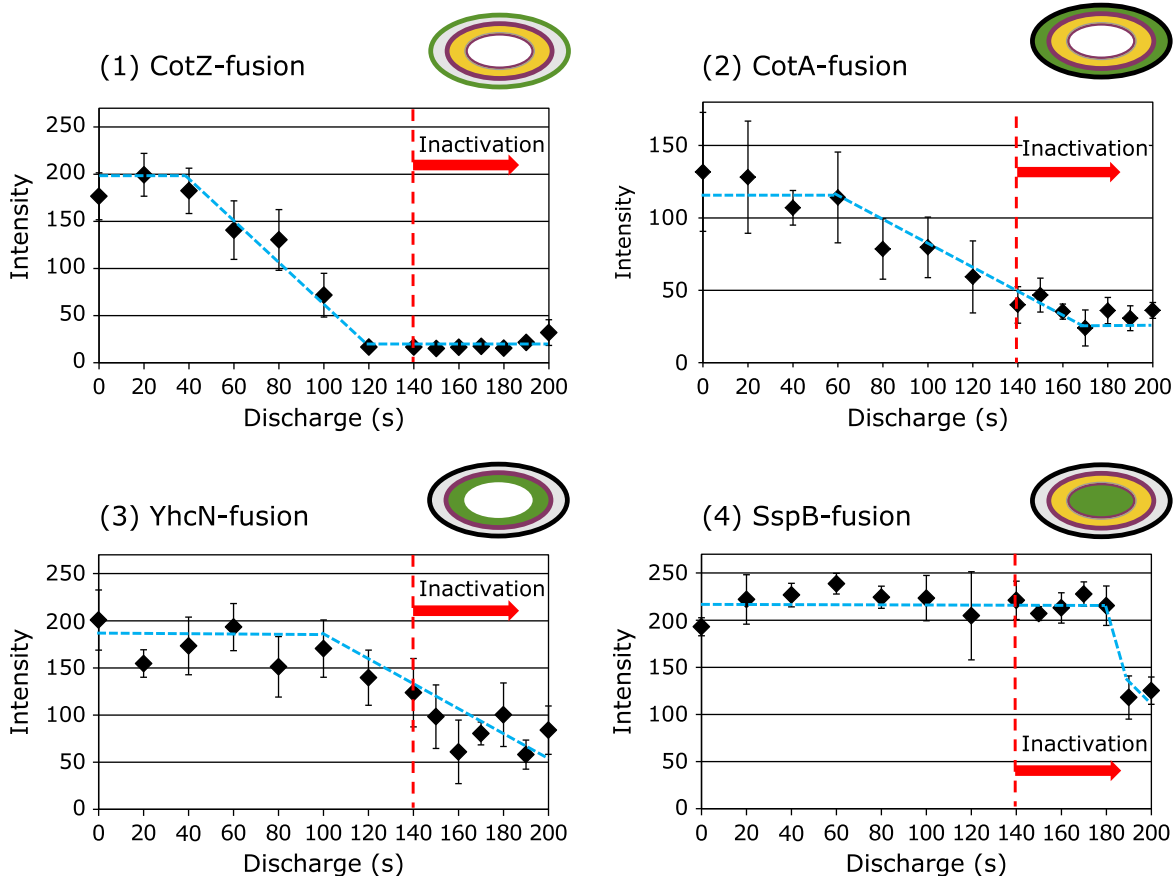 (1) CotZ-fusion
Intensity
250
200
150
100
50
0
Inactivation
0 20 40 60 80 100 120 140 160 180 200
Discharge (s)
(2) CotA-fusion
Intensity
150
100
50
0
Inactivation
0 20 40 60 80 100 120 140 160 180 200
Discharge (s)
(3) YhcN-fusion
Intensity
250
200
150
100
50
0
Inactivation
0 20 40 60 80 100 120 140 160 180 200
Discharge (s)
(4) SspB-fusion
Intensity
250
200
150
100
50
0
Inactivation
0 20 40 60 80 100 120 140 160 180 200
Discharge (s)